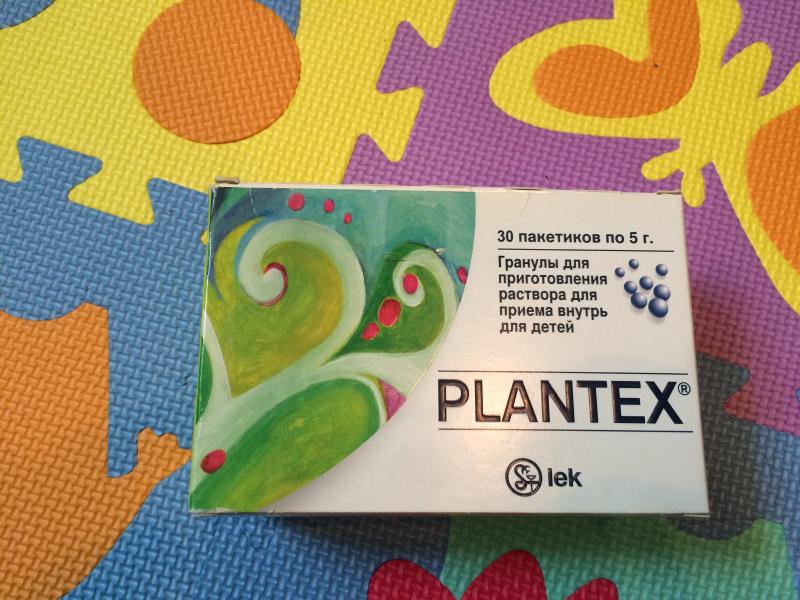 30 пакетиков по 5 г.
Гранулы для
приготовления
раствора для
приема внутрь
для детей
PLANTEX®
lek